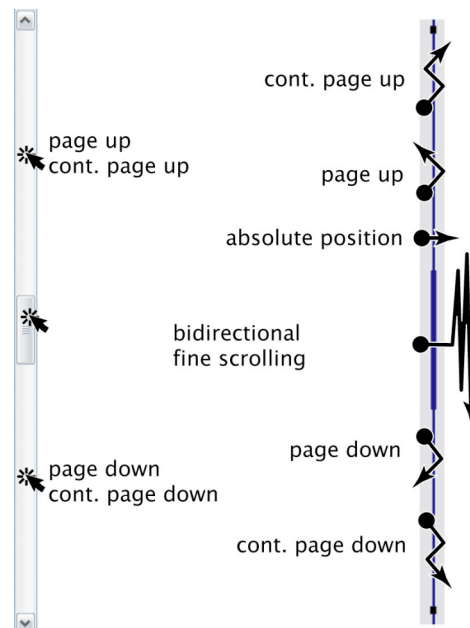 cont. page up
page up
cont. page up
page up
absolute position
bidirectional
fine scrolling
page down
page down
cont. page down
cont. page down